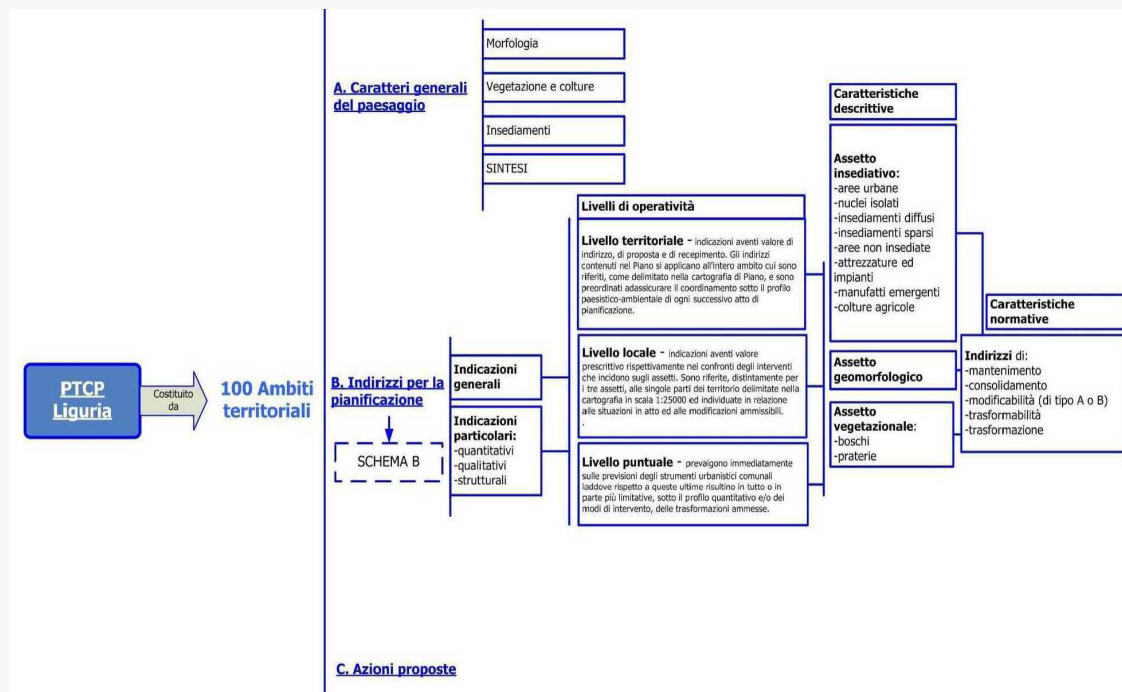 PTCP
Liguria
Costituito
da
100 Ambiti
territoriali
A. Caratteri generali
del paesaggio
Morfologia
Vegetazione e colture
Insediamenti
SINTESI
B. Indirizzi per la
pianificazione
SCHEMA B
Indicazioni
generali
Indicazioni
particolari:
-quantitativi
-qualitativi
-strutturali
Livelli di operatività
Livello territoriale - indicazioni aventi valore di
indirizzo, di proposta e di recepimento. Gli indirizzi
contenuti nel Piano si applicano all'intero ambito cui sono
riferiti, come delimitato nella cartografia di Piano, e sono
preordinati adassicurare il coordinamento sotto il profilo
paesistico-ambientale di ogni successivo atto di
pianificazione.
Livello locale - indicazioni aventi valore
prescrittivo rispettivamente nei confronti degli interventi
che incidono sugli assetti. Sono riferite, distintamente per
i tre assetti, alle singole parti del territorio delimitate nella
cartografia in scala 1:25000 ed individuate in relazione
alle situazioni in atto ed alle modificazioni ammissibili.
.
Livello puntuale - prevalgono immediatamente
sulle previsioni degli strumenti urbanistici comunali
laddove rispetto a queste ultime risultino in tutto o in
parte più limitative, sotto il profilo quantitativo e/o dei
modi di intervento, delle trasformazioni ammesse.
Caratteristiche
descrittive
Assetto
insediativo:
-aree urbane
-nuclei isolati
-insediamenti diffusi
-insediamenti sparsi
-aree non insediate
-attrezzature ed
impianti
-manufatti emergenti
-colture agricole
Assetto
geomorfologico
Assetto
vegetazionale:
-boschi
-praterie
Caratteristiche
normative
Indirizzi di:
-mantenimento
-consolidamento
-modificabilità (di tipo A o B)
-trasformabilità
-trasformazione
C. Azioni proposte